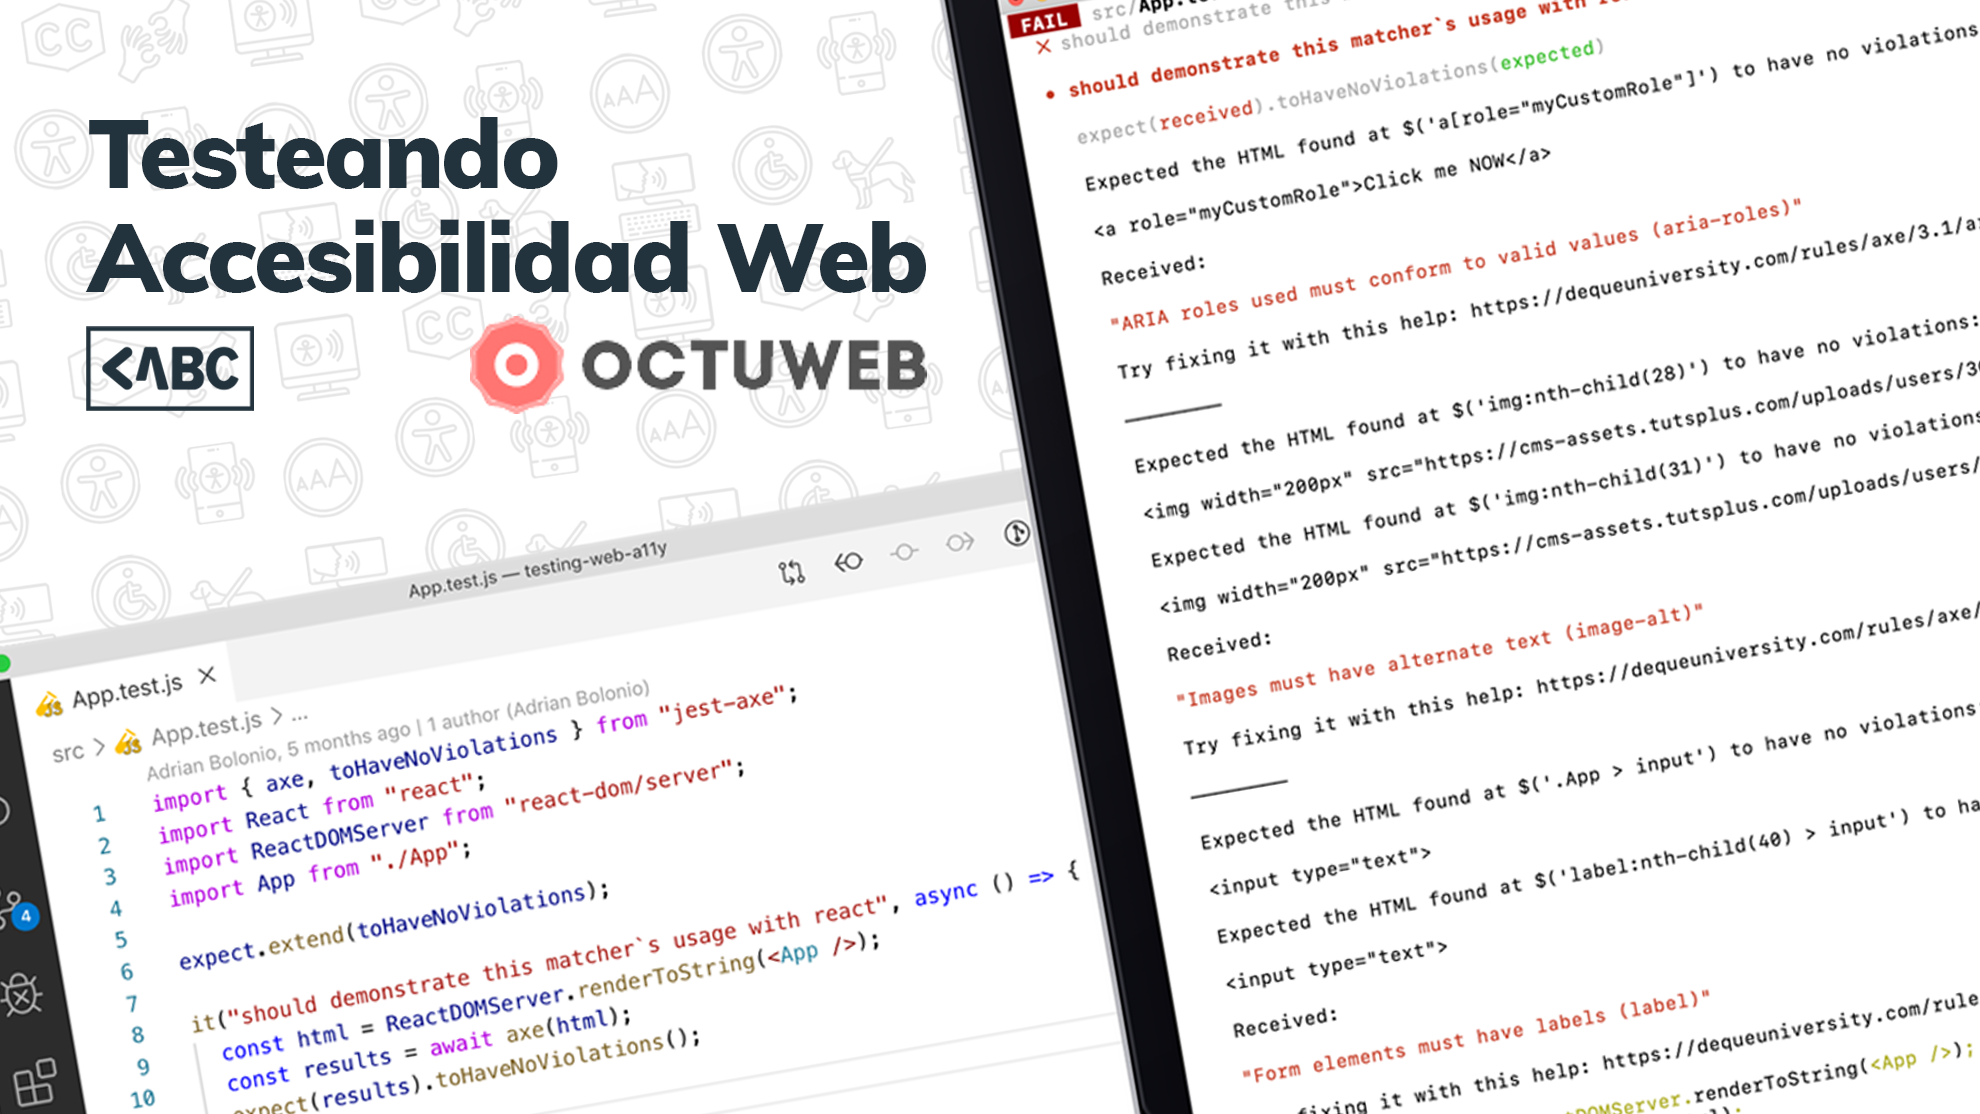 Testeando
Accesibilidad Web
<ABC
OCTUWEB
App.test.js — testing-web-a11y
App.test.js
src > App.test.js > ...
Adrian Bolonio, 5 months ago | 1 author (Adrian Bolonio)
1 import { axe, toHaveNoViolations } from "jest-axe";
2 import React from "react";
3 import ReactDOMServer from "react-dom/server";
4 import App from "./App";
5
6 expect.extend(toHaveNoViolations);
7
8 it("should demonstrate this matcher`s usage with react", async () => {
9 const html = ReactDOMServer.renderToString(<App />);
10 const results = await axe(html);
expect(results).toHaveNoViolations();
4
FAIL src/App.
✕ should demonstrate this
• should demonstrate this matcher`s usage with
expect(received).toHaveNoViolations(expected)
Expected the HTML found at $('a[role="myCustomRole"]') to have no violations
<a role="myCustomRole">Click me NOW</a>
Received:
"ARIA roles used must conform to valid values (aria-roles)"
Try fixing it with this help: https://dequeuniversity.com/rules/axe/3.1/a
Expected the HTML found at $('img:nth-child(28)') to have no violations:
<img width="200px" src="https://cms-assets.tutsplus.com/uploads/users/30
Expected the HTML found at $('img:nth-child(31)') to have no violations
<img width="200px" src="https://cms-assets.tutsplus.com/uploads/users/
Received:
"Images must have alternate text (image-alt)"
Try fixing it with this help: https://dequeuniversity.com/rules/axe/
Expected the HTML found at $('.App > input') to have no violations
<input type="text">
Expected the HTML found at $('label:nth-child(40) > input') to ha
<input type="text">
Received:
"Form elements must have labels (label)"
fixing it with this help: https://dequeuniversity.com/rule
DOMServer.renderToString(<App />);
CC
AAA
CC
AAA
AAA